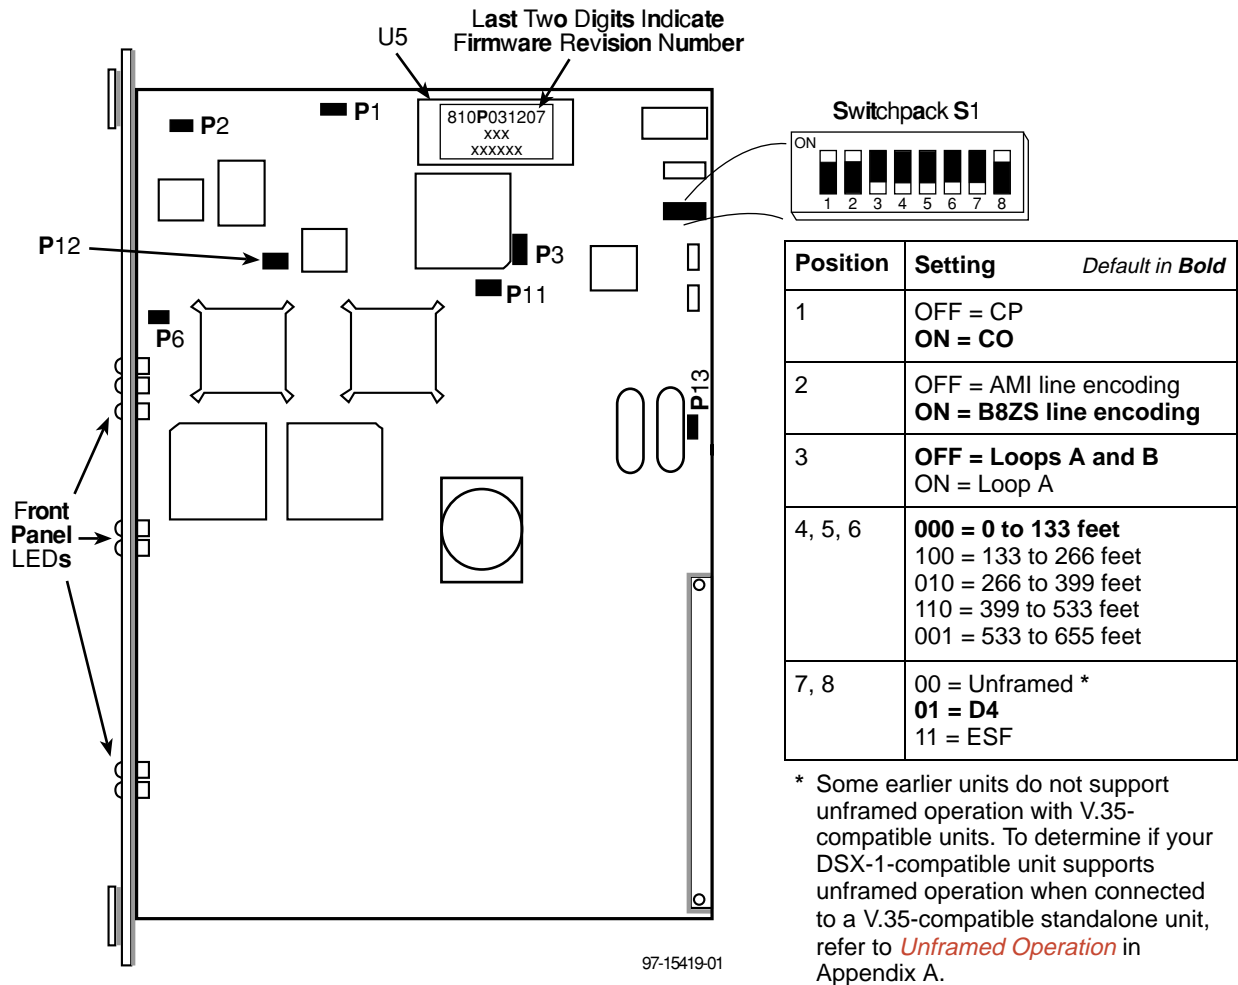 Last Two Digits Indicate
Firmware Revision Number
U5
P1
P2
810P031207
xxx
xxxxxx
Switchpack S1
ON
1 2 3 4 5 6 7 8
P12
P3
P11
P6
P13
Front
Panel
LEDs
97-15419-01
Position Setting Default in Bold
1 OFF = CP
ON = CO
2 OFF = AMI line encoding
ON = B8ZS line encoding
3 OFF = Loops A and B
ON = Loop A
4, 5, 6 000 = 0 to 133 feet
100 = 133 to 266 feet
010 = 266 to 399 feet
110 = 399 to 533 feet
001 = 533 to 655 feet
7, 8 00 = Unframed *
01 = D4
11 = ESF
* Some earlier units do not support
unframed operation with V.35-
compatible units. To determine if your
DSX-1-compatible unit supports
unframed operation when connected
to a V.35-compatible standalone unit,
refer to Unframed Operation in
Appendix A.